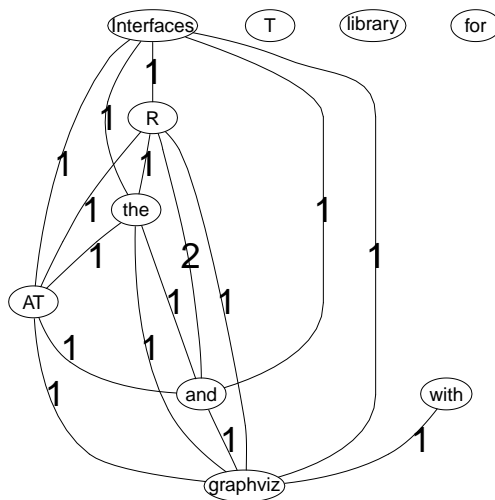 Interfaces T library for
1
R
1 1 1
the
1 1 2 1 1
AT
1 1
1 1
1
and with
1 1
graphviz